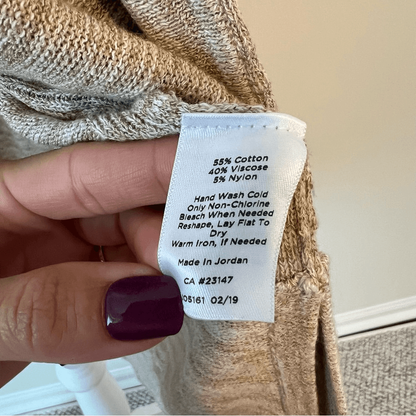 55% Cotton
40% Viscose
5% Nylon
Hand Wash Cold
Only Non-Chlorine
Bleach When Needed
Reshape, Lay Flat To
Dry
Warm Iron, If Needed
Made In Jordan
CA #23147
05161 02/19